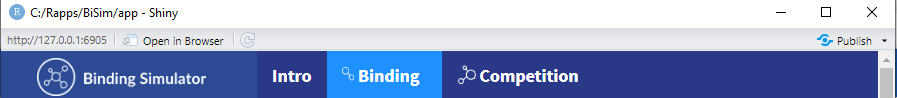 C:/Rapps/BiSim/app - Shiny
http://127.0.0.1:6905 Open in Browser Publish
Binding Simulator Intro Binding Competition